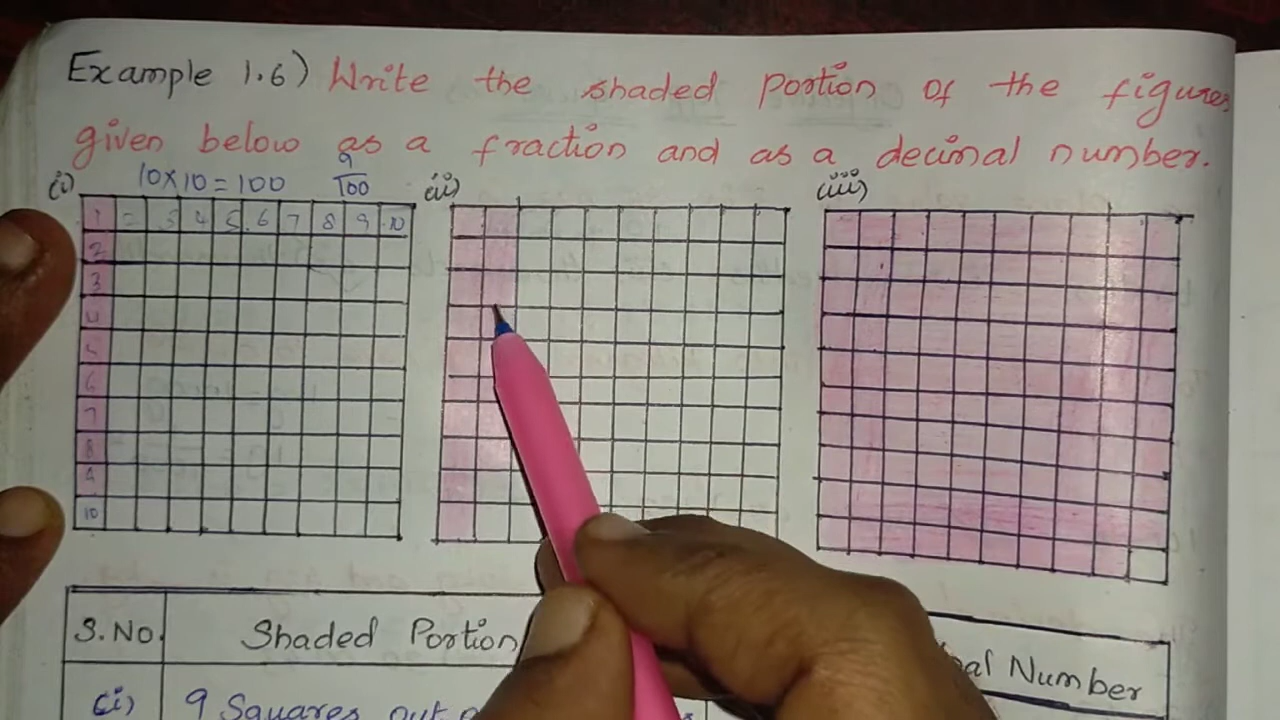 Example 1.6) Write the shaded portion of the figures
given below as a fraction and as a decimal number.
(i) 10×10=100 9/100 (ii) (iii)
1 = 3 4 5 6 7 8 9 10
2
3
4
5
6
7
8
9
10
S.No. Shaded Portion Number
(i) 9 Squares out